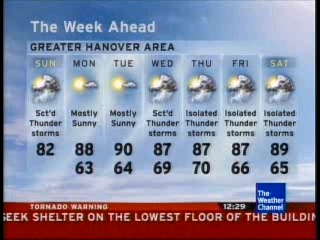 The Week Ahead
GREATER HANOVER AREA
SUN MON TUE WED THU FRI SAT
Sct'd Thunder storms
Mostly Sunny
Mostly Sunny
Sct'd Thunder storms
Isolated Thunder storms
Isolated Thunder storms
Isolated Thunder storms
82 88 90 87 87 87 89
63 64 69 70 66 65
The Weather Channel
TORNADO WARNING 12:29
SEEK SHELTER ON THE LOWEST FLOOR OF THE BUILDIN